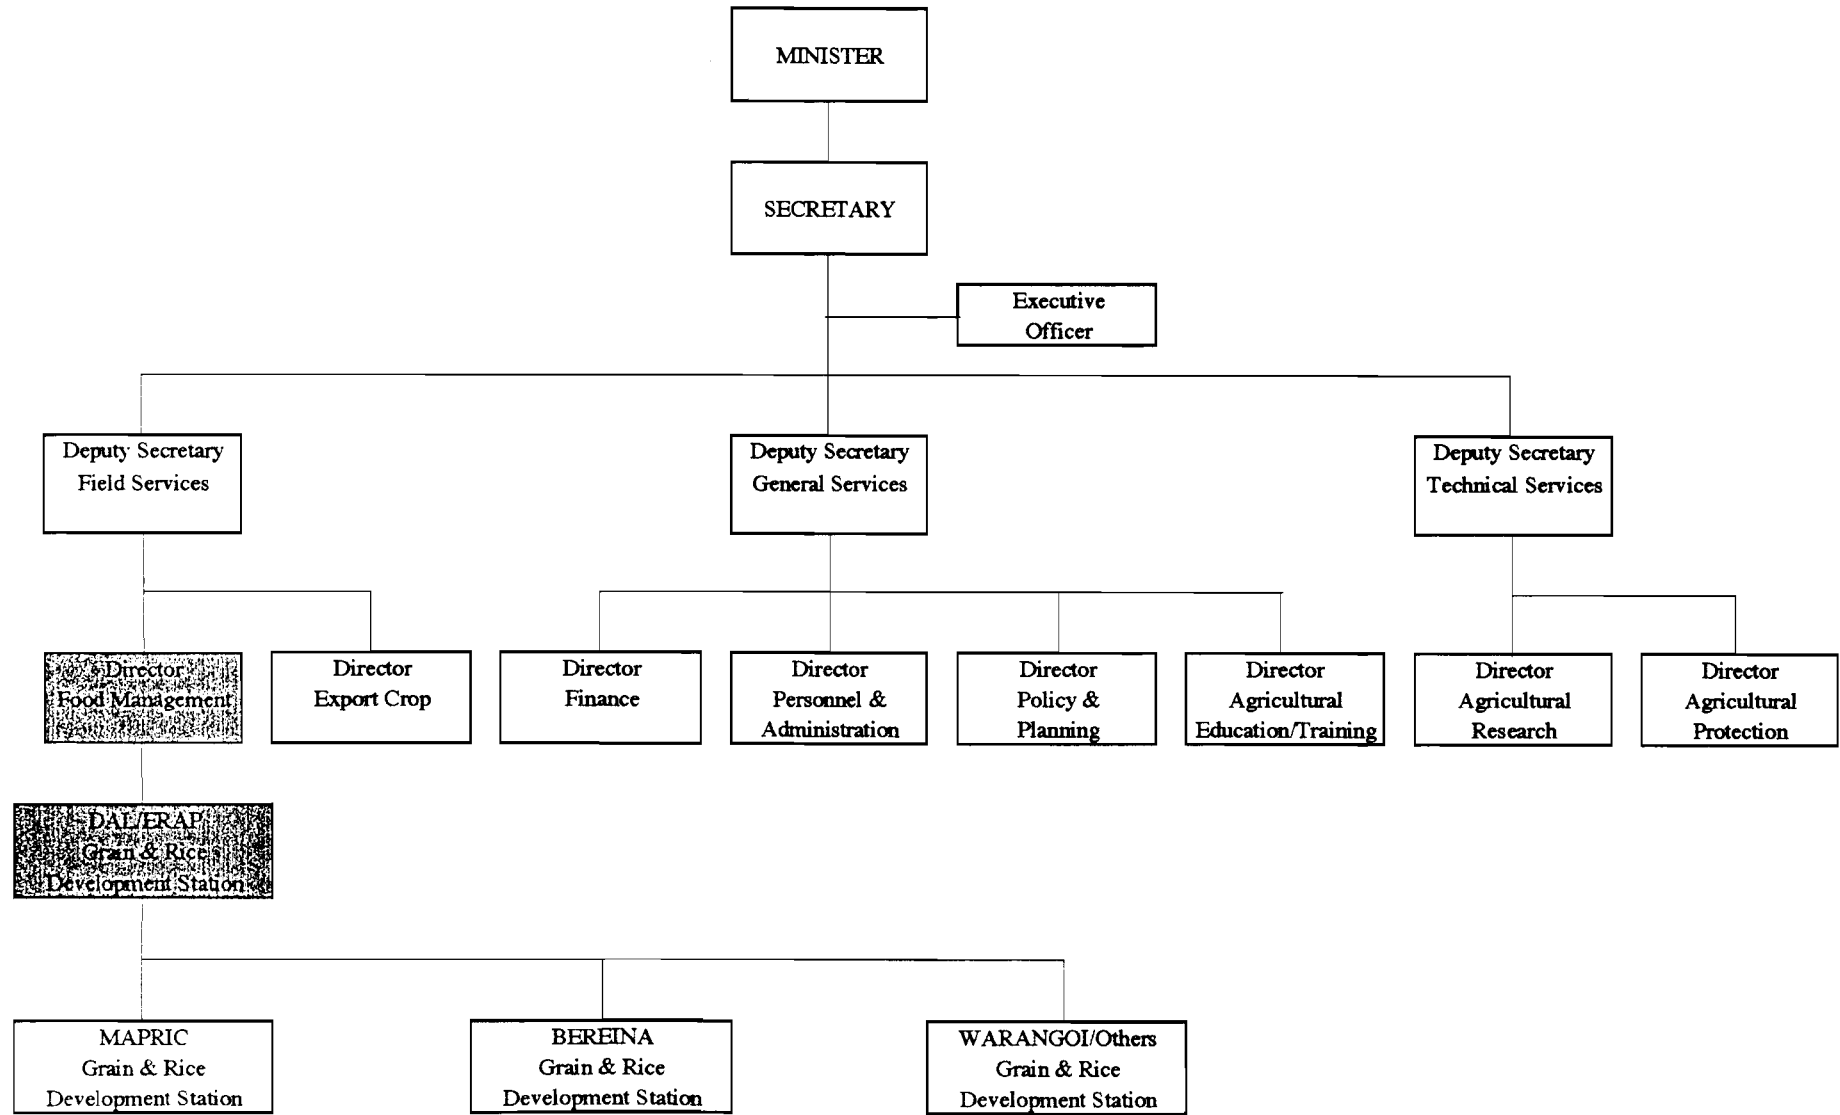 MINISTER
SECRETARY
Executive
Officer
Deputy Secretary
Field Services
Deputy Secretary
General Services
Deputy Secretary
Technical Services
Director
Food Management
Director
Export Crop
Director
Finance
Director
Personnel &
Administration
Director
Policy &
Planning
Director
Agricultural
Education/Training
Director
Agricultural
Research
Director
Agricultural
Protection
DAL/ERAP
Grain & Rice
Development Station
MAPRIC
Grain & Rice
Development Station
BEREINA
Grain & Rice
Development Station
WARANGOI/Others
Grain & Rice
Development Station